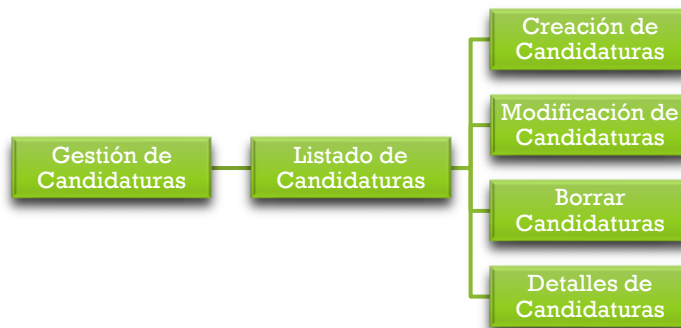 Gestión de
Candidaturas
Listado de
Candidaturas
Creación de
Candidaturas
Modificación de
Candidaturas
Borrar
Candidaturas
Detalles de
Candidaturas